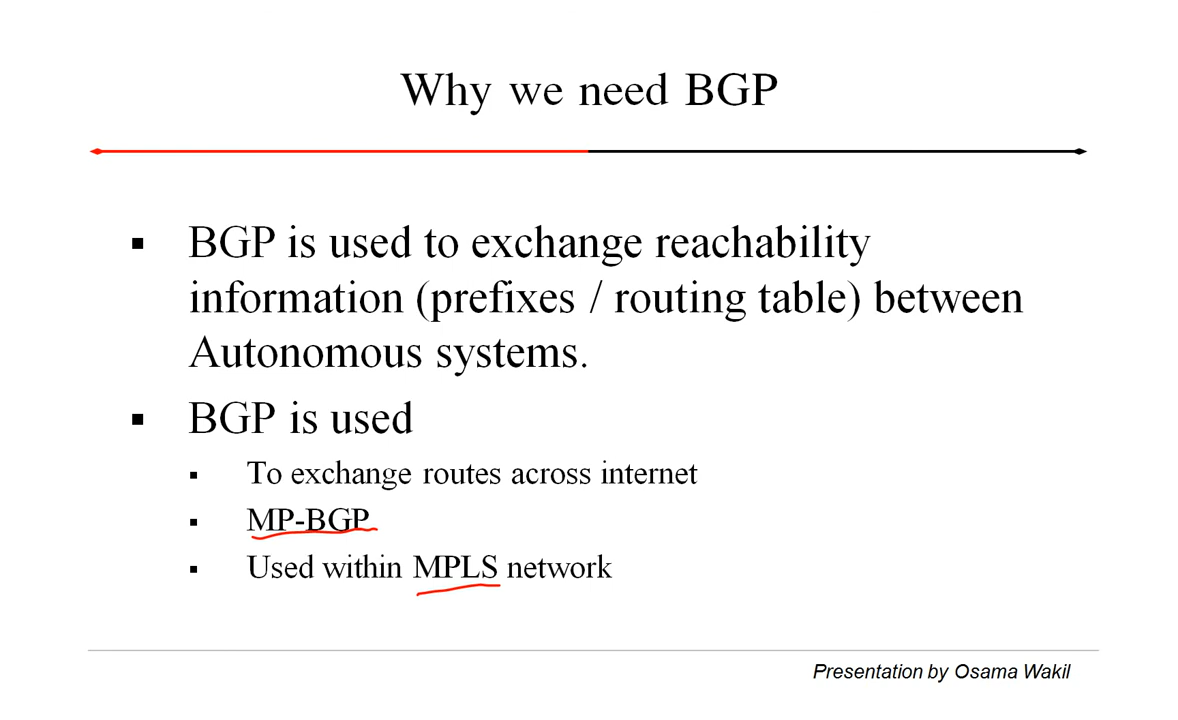 Why we need BGP
▪ BGP is used to exchange reachability
information (prefixes / routing table) between
Autonomous systems.
▪ BGP is used
▪ To exchange routes across internet
▪ MP-BGP
▪ Used within MPLS network
Presentation by Osama Wakil